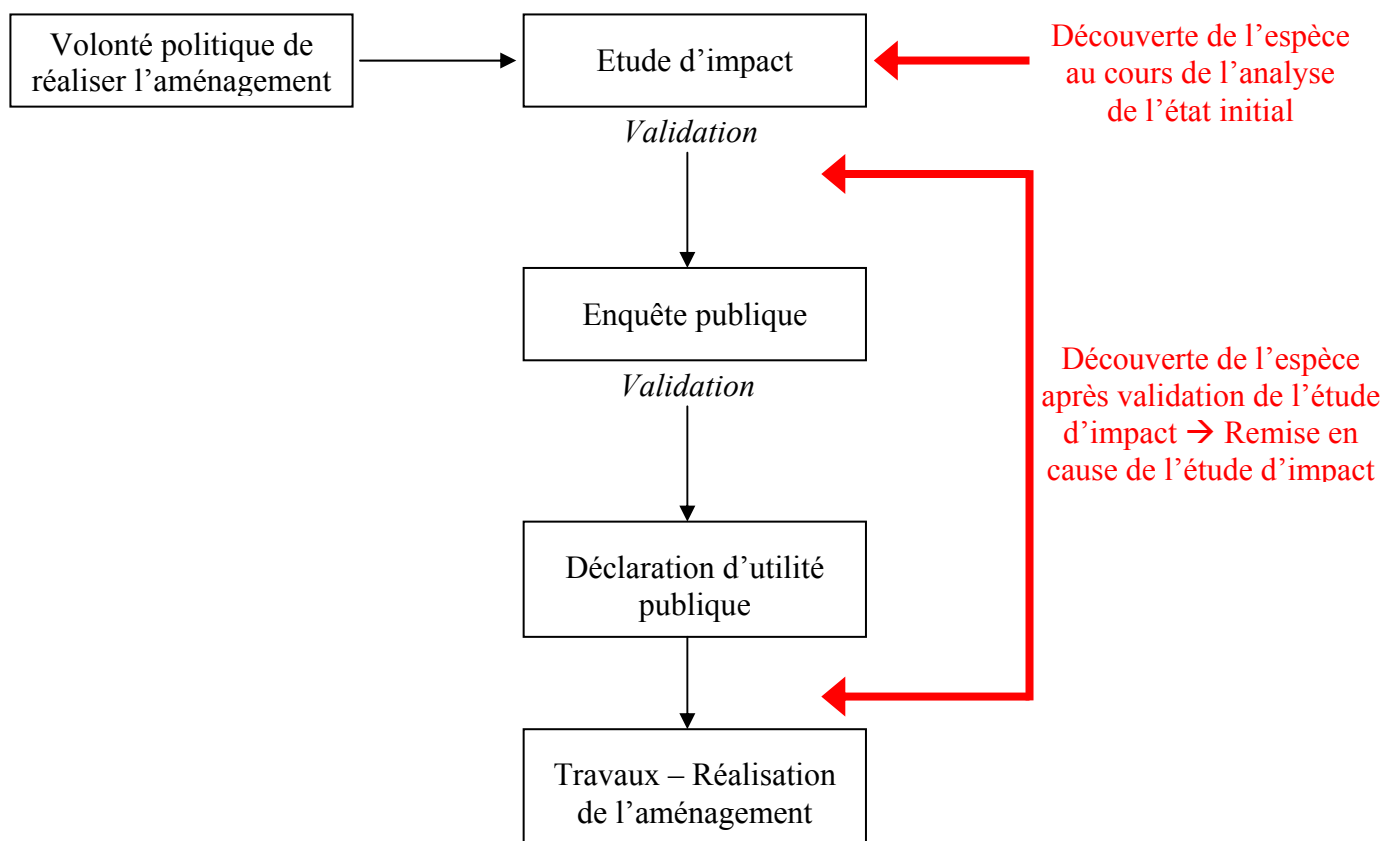 Volonté politique de
réaliser l’aménagement
Etude d’impact
Découverte de l’espèce
au cours de l’analyse
de l’état initial
Validation
Enquête publique
Validation
Découverte de l’espèce
après validation de l’étude
d’impact → Remise en
cause de l’étude d’impact
Déclaration d’utilité
publique
Travaux – Réalisation
de l’aménagement